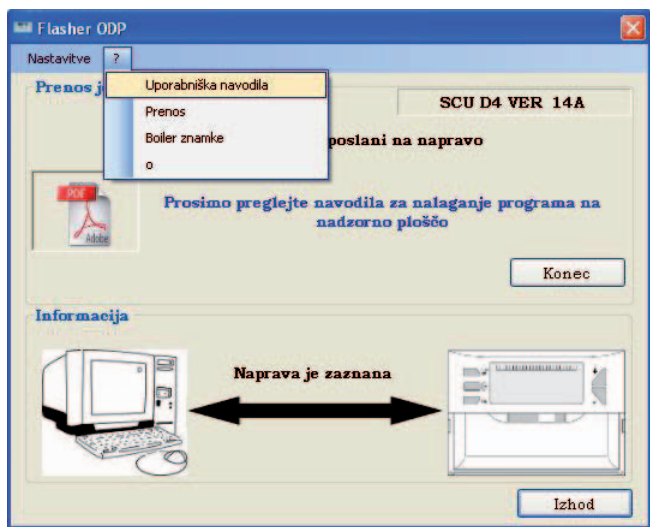 Flasher ODP
Nastavitve ?
Uporabniška navodila
Prenos
Boiler znamke
o
Prenos j
SCU D4 VER 14A
poslani na napravo
PDF
Adobe
Prosimo preglejte navodila za nalaganje programa na
nadzorno ploščo
Konec
Informacija
Naprava je zaznana
Izhod